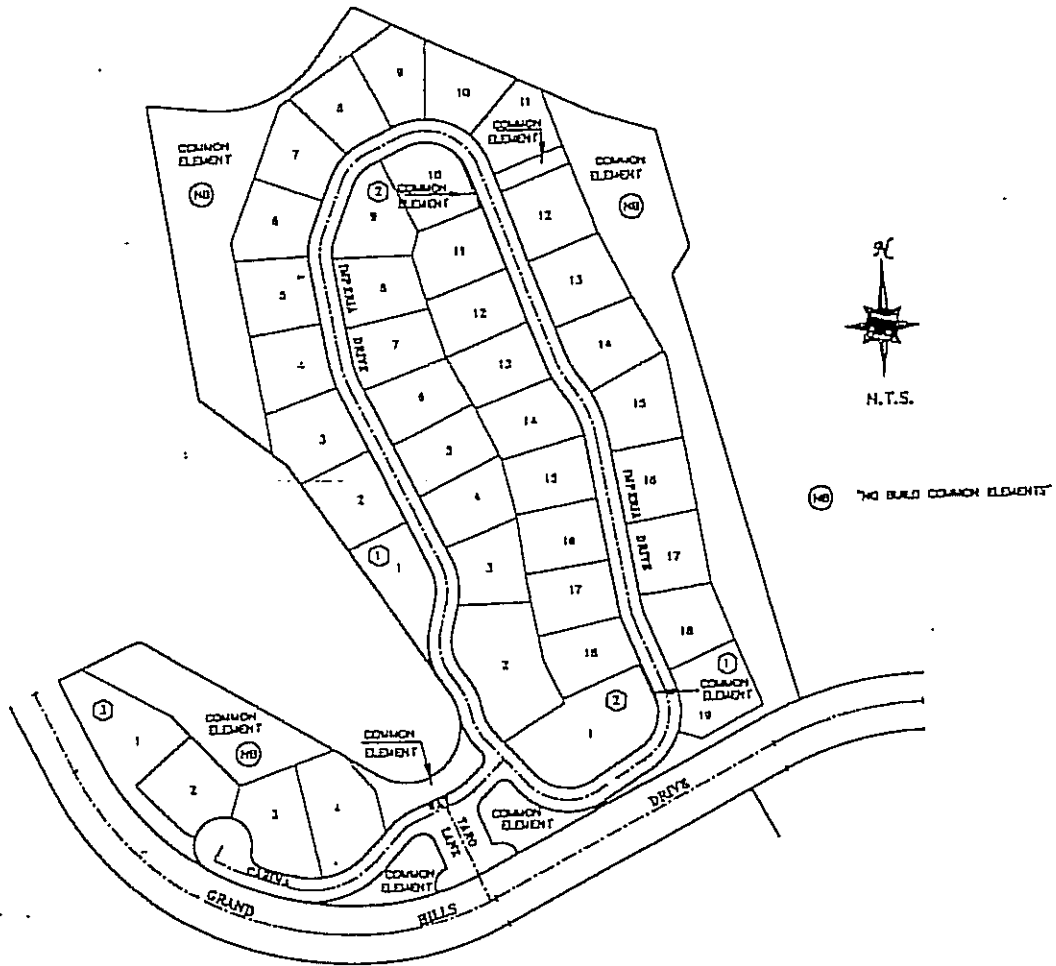 9
10
8
11
COMMON
ELEMENT
COMMON
ELEMENT
NB
7
10
2
COMMON
ELEMENT
COMMON
ELEMENT
NB
9
12
6
11
5
8
13
IMPERIA
DRIVE
12
7
14
4
13
6
15
3
14
5
2
15
4
16
IMPERIA
DRIVE
1
1
16
3
17
17
2
18
18
1
COMMON
ELEMENT
19
2
1
3
1
COMMON
ELEMENT
NB
COMMON
ELEMENT
2
3
4
COMMON
ELEMENT
TARO
LANE
COMMON
ELEMENT
GRAND
HILLS
DRIVE
N
N.T.S.
NB
"NO BUILD COMMON ELEMENTS"